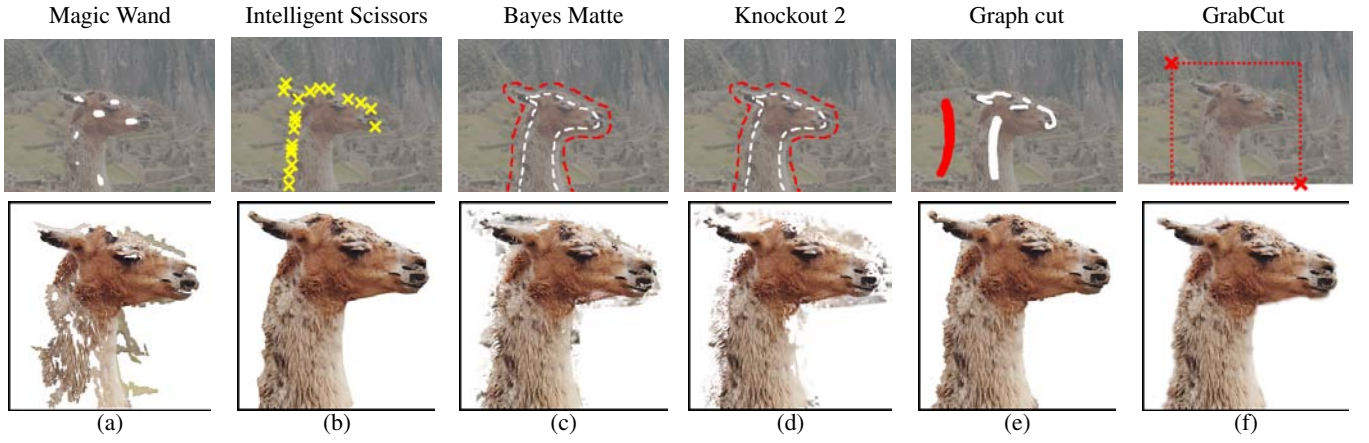 Magic Wand Intelligent Scissors Bayes Matte Knockout 2 Graph cut GrabCut
(a) (b) (c) (d) (e) (f)